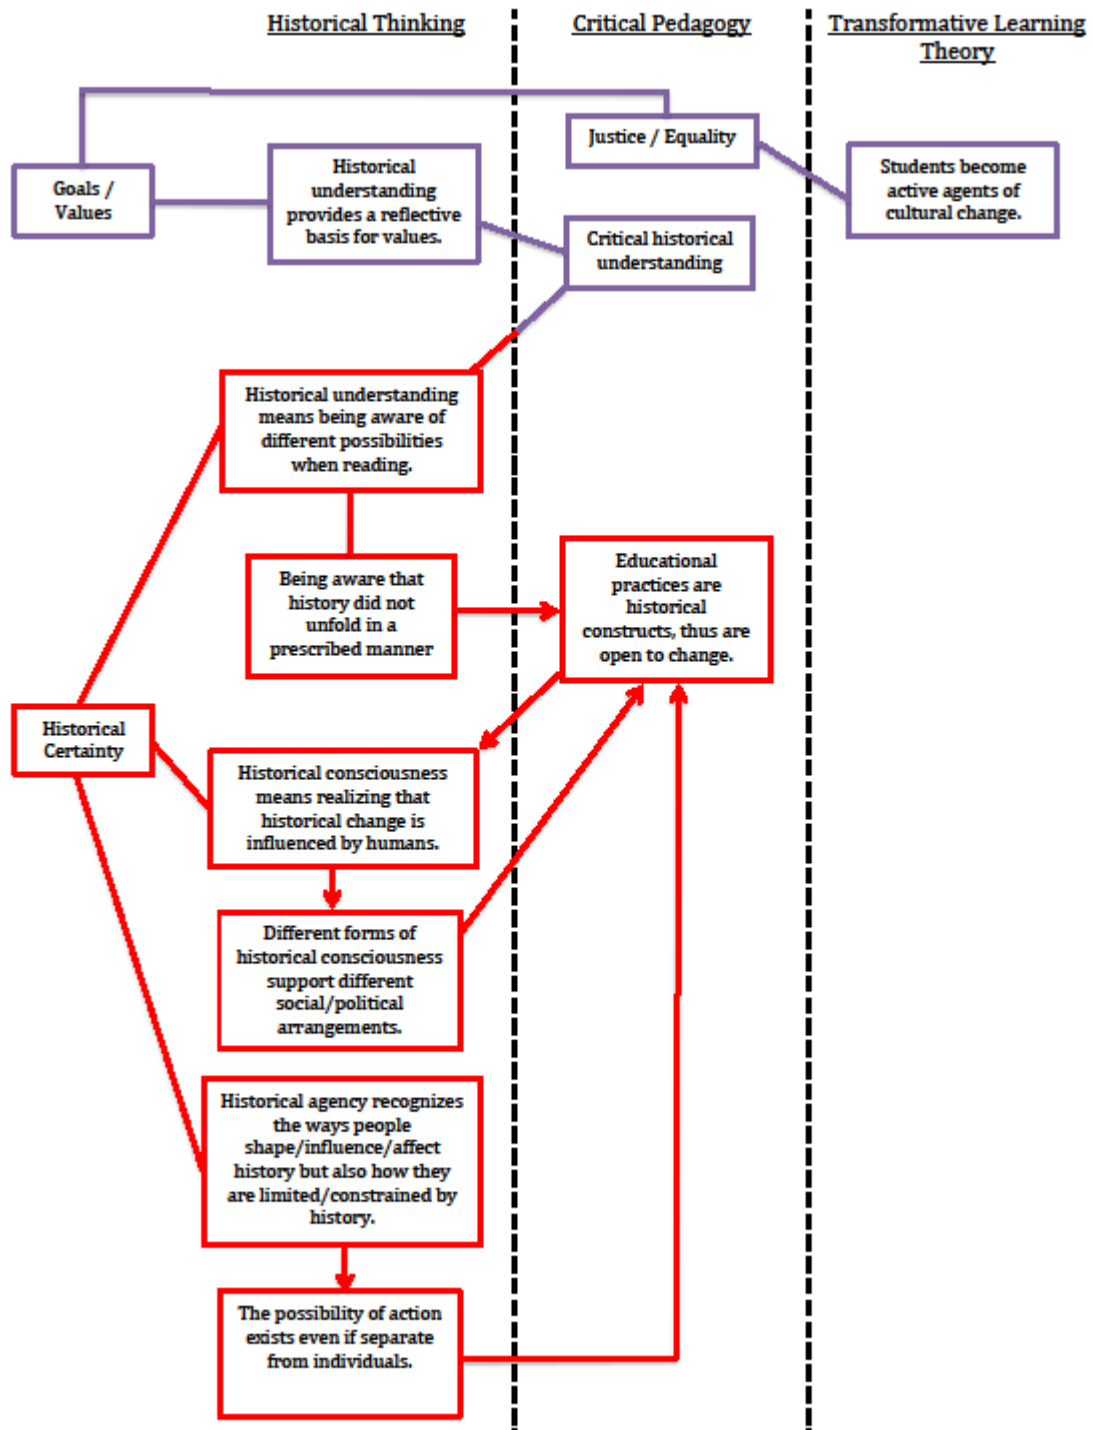 Historical Thinking
Critical Pedagogy
Transformative Learning
Theory
Justice / Equality
Goals /
Values
Historical
understanding
provides a reflective
basis for values.
Students become
active agents of
cultural change.
Critical historical
understanding
Historical understanding
means being aware of
different possibilities
when reading.
Being aware that
history did not
unfold in a
prescribed manner
Educational
practices are
historical
constructs, thus are
open to change.
Historical
Certainty
Historical consciousness
means realizing that
historical change is
influenced by humans.
Different forms of
historical consciousness
support different
social/political
arrangements.
Historical agency recognizes
the ways people
shape/influence/affect
history but also how they
are limited/constrained by
history.
The possibility of action
exists even if separate
from individuals.